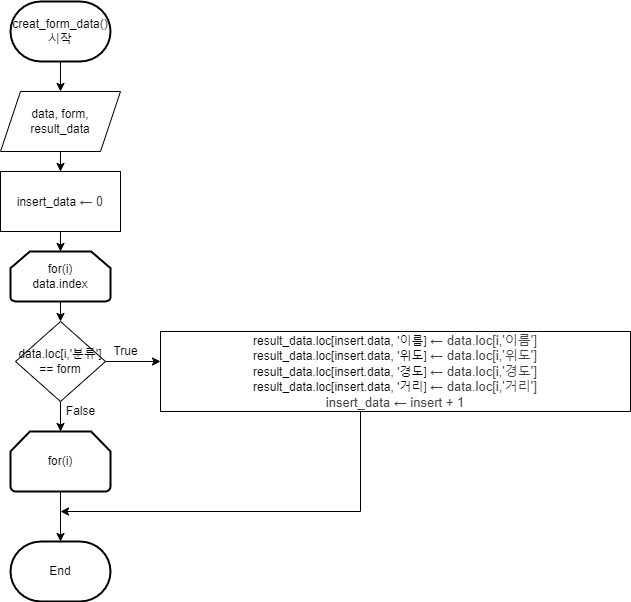 creat_form_data()
시작
data, form,
result_data
insert_data ← 0
for(i)
data.index
data.loc[i,'분류']
== form
True
result_data.loc[insert.data, '이름] ← data.loc[i,'이름']
result_data.loc[insert.data, '위도] ← data.loc[i,'위도']
result_data.loc[insert.data, '경도] ← data.loc[i,'경도']
result_data.loc[insert.data, '거리] ← data.loc[i,'거리']
insert_data ← insert + 1
False
for(i)
End